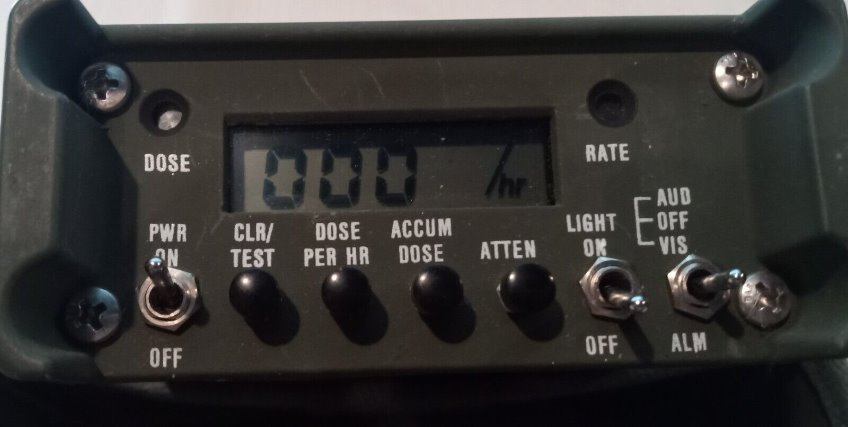 DOSE
RATE
000 /hr
PWR
ON
OFF
CLR/
TEST
DOSE
PER HR
ACCUM
DOSE
ATTEN
LIGHT
ON
OFF
AUD
OFF
VIS
ALM